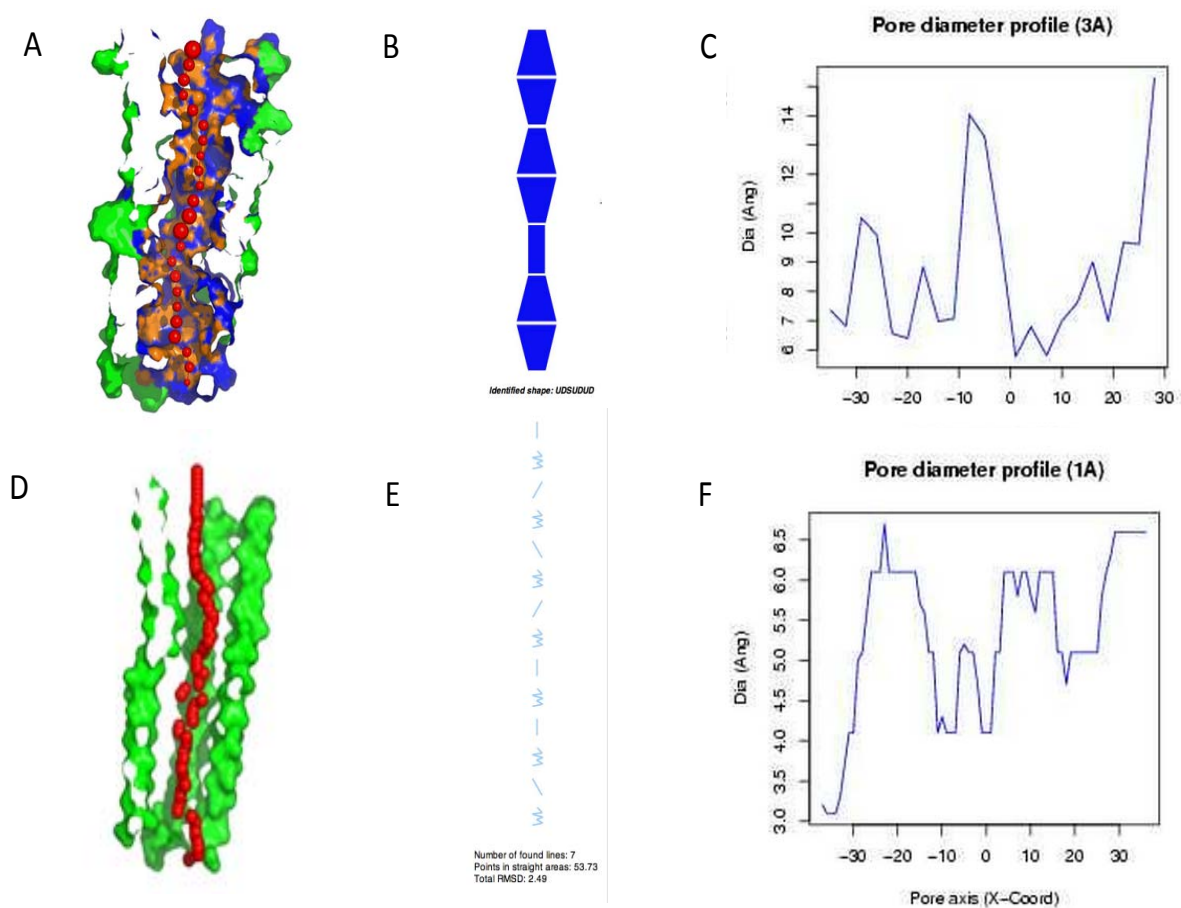 A
B
C
Pore diameter profile (3A)
Dia (Ang)
6 7 8 9 10 12 14
−30 −20 −10 0 10 20 30
Identified shape: UDSUDUD
D
E
F
Pore diameter profile (1A)
Dia (Ang)
3.0 3.5 4.0 4.5 5.0 5.5 6.0 6.5
−30 −20 −10 0 10 20 30
Pore axis (X−Coord)
Number of found lines: 7
Points in straight areas: 53.73
Total RMSD: 2.49